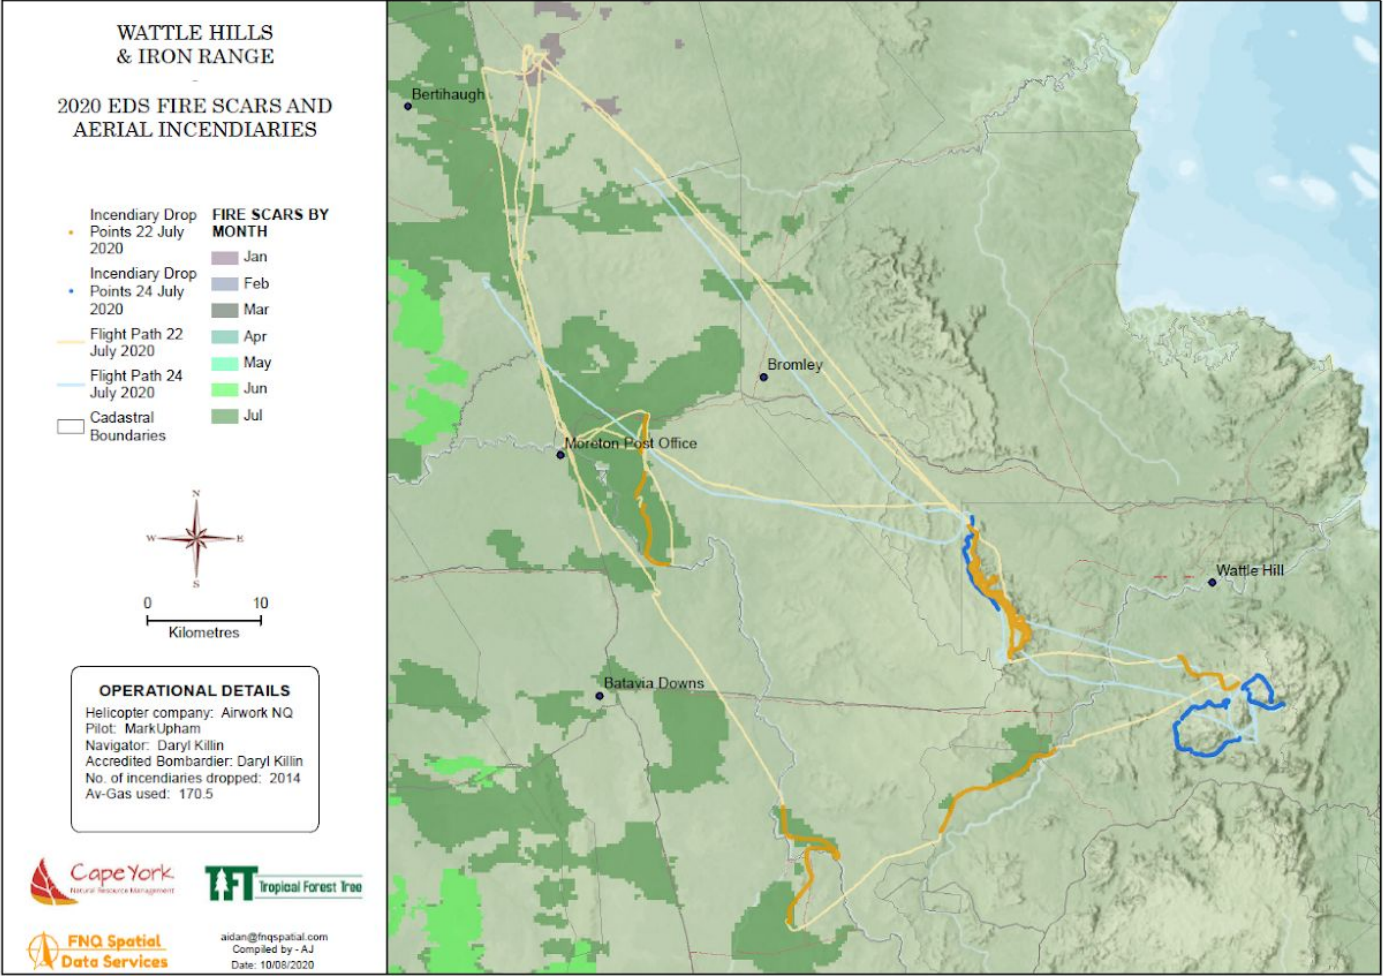 WATTLE HILLS
& IRON RANGE
-
2020 EDS FIRE SCARS AND
AERIAL INCENDIARIES
Incendiary Drop
Points 22 July
2020
Incendiary Drop
Points 24 July
2020
Flight Path 22
July 2020
Flight Path 24
July 2020
Cadastral
Boundaries
FIRE SCARS BY
MONTH
Jan
Feb
Mar
Apr
May
Jun
Jul
N
W E
S
0 10
Kilometres
OPERATIONAL DETAILS
Helicopter company: Airwork NQ
Pilot: MarkUpham
Navigator: Daryl Killin
Accredited Bombardier: Daryl Killin
No. of incendiaries dropped: 2014
Av-Gas used: 170.5
Cape York
Natural Resource Management
TFT Tropical Forest Tree
FNQ Spatial
Data Services
aidan@fnqspatial.com
Compiled by - AJ
Date: 10/08/2020
Bertihaugh
Bromley
Moreton Post Office
Wattle Hill
Batavia Downs